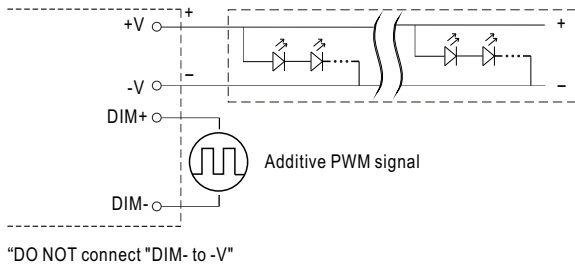 +V
+
+
-V
–
–
DIM+
Additive PWM signal
DIM-
“DO NOT connect "DIM- to -V"